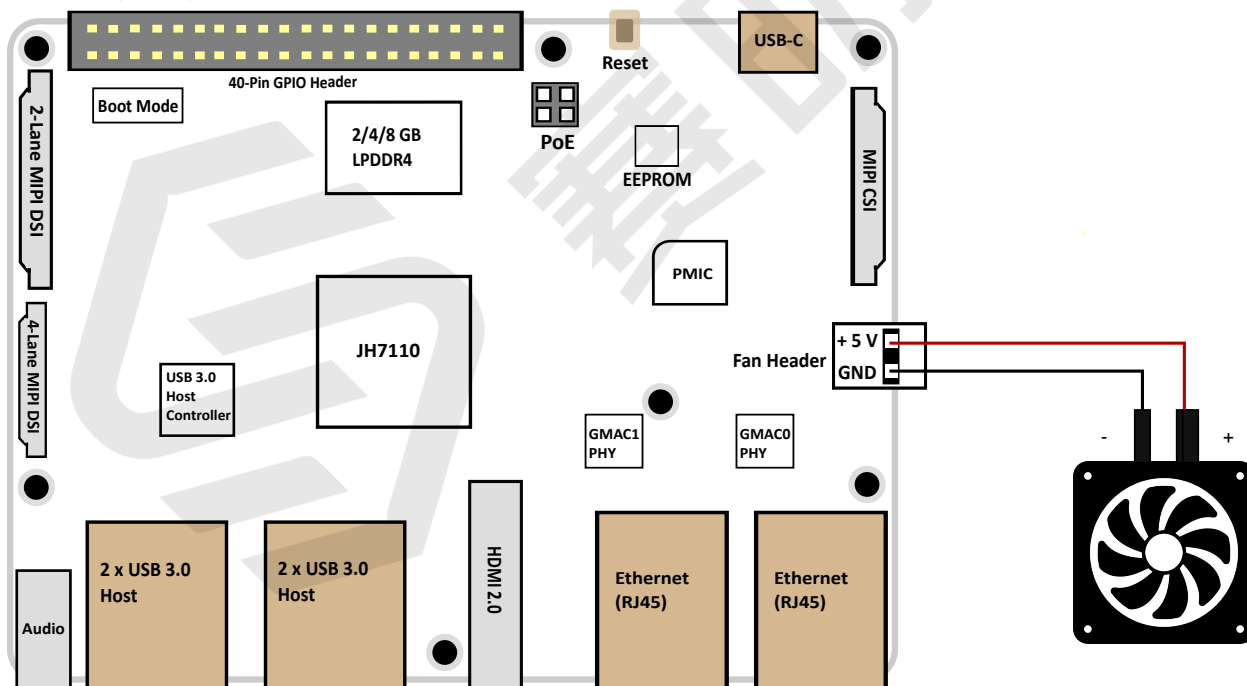 USB-C
Reset
40-Pin GPIO Header
Boot Mode
2-Lane MIPI DSI
2/4/8 GB
LPDDR4
PoE
EEPROM
MIPI CSI
PMIC
4-Lane MIPI DSI
JH7110
Fan Header
+ 5 V
GND
USB 3.0
Host
Controller
GMAC1
PHY
GMAC0
PHY
-
+
2 x USB 3.0
Host
2 x USB 3.0
Host
HDMI 2.0
Ethernet
(RJ45)
Ethernet
(RJ45)
Audio